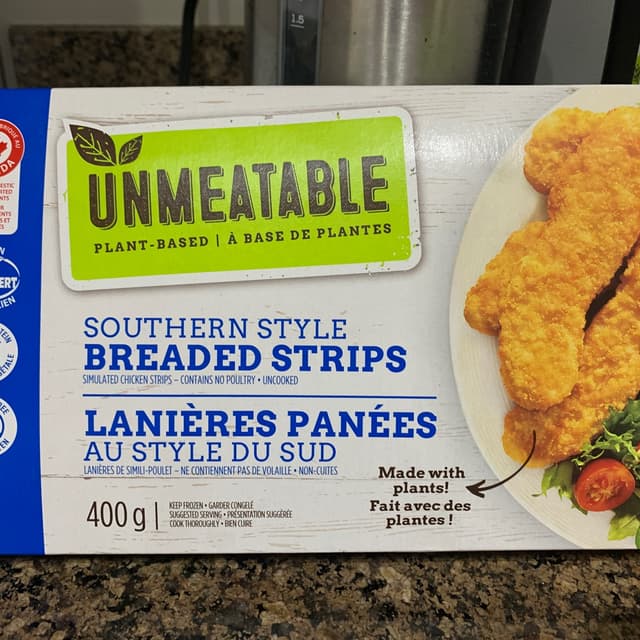 1.5
UNMEATABLE
PLANT-BASED | À BASE DE PLANTES
SOUTHERN STYLE
BREADED STRIPS
SIMULATED CHICKEN STRIPS – CONTAINS NO POULTRY • UNCOOKED
LANIÈRES PANÉES
AU STYLE DU SUD
LANIÈRES DE SIMILI-POULET – NE CONTIENNENT PAS DE VOLAILLE • NON-CUITES
Made with
plants!
Fait avec des
plantes !
400 g |
KEEP FROZEN • GARDER CONGELÉ
SUGGESTED SERVING • PRÉSENTATION SUGGÉRÉE
COOK THOROUGHLY • BIEN CUIRE